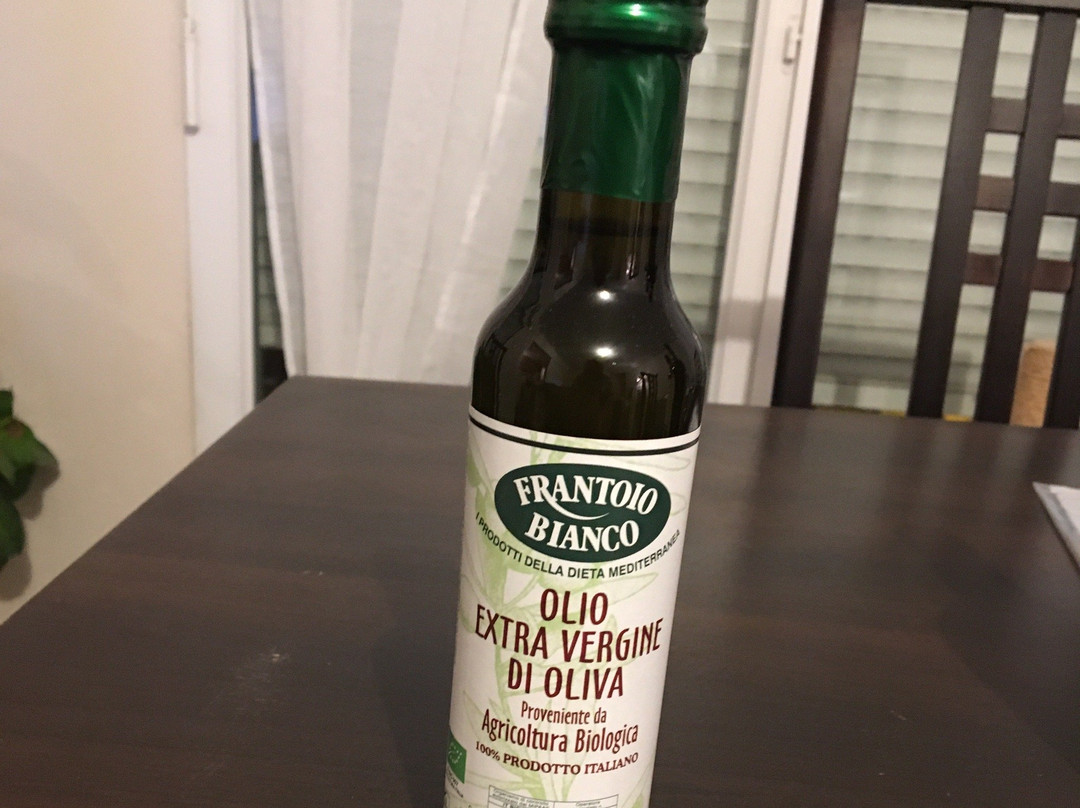 FRANTOIO
BIANCO
I PRODOTTI DELLA DIETA MEDITERRANEA
OLIO
EXTRA VERGINE
DI OLIVA
Proveniente da
Agricoltura Biologica
100% PRODOTTO ITALIANO